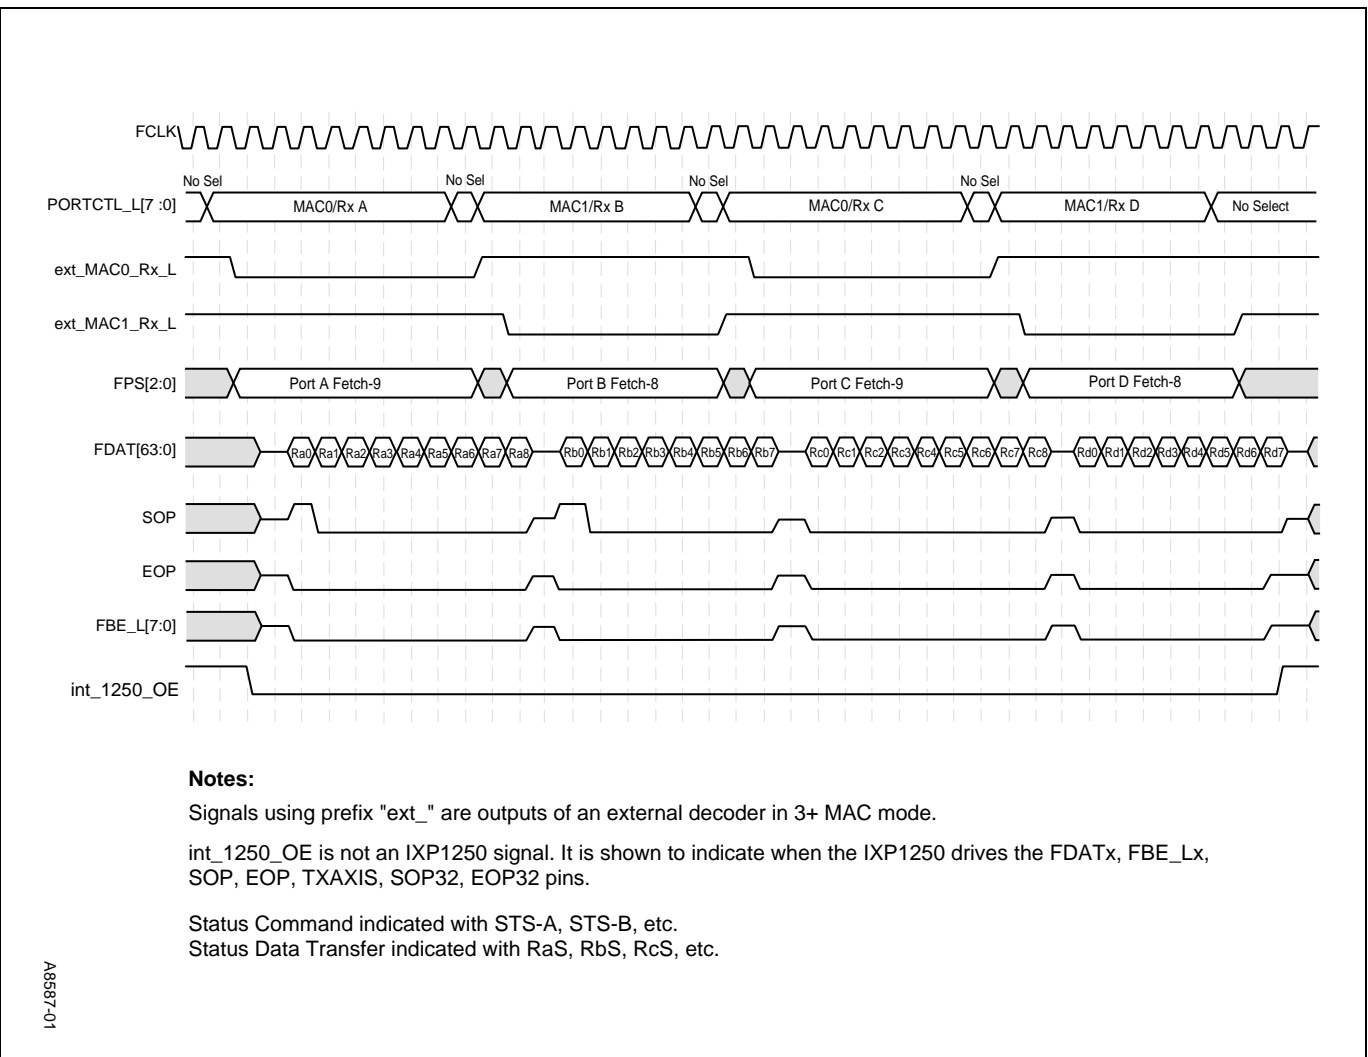 FCLK
No Sel No Sel No Sel No Sel
PORTCTL_L[7 :0] MAC0/Rx A MAC1/Rx B MAC0/Rx C MAC1/Rx D No Select
ext_MAC0_Rx_L
ext_MAC1_Rx_L
FPS[2:0] Port A Fetch-9 Port B Fetch-8 Port C Fetch-9 Port D Fetch-8
FDAT[63:0] Ra0 Ra1 Ra2 Ra3 Ra4 Ra5 Ra6 Ra7 Ra8 Rb0 Rb1 Rb2 Rb3 Rb4 Rb5 Rb6 Rb7 Rc0 Rc1 Rc2 Rc3 Rc4 Rc5 Rc6 Rc7 Rc8 Rd0 Rd1 Rd2 Rd3 Rd4 Rd5 Rd6 Rd7
SOP
EOP
FBE_L[7:0]
int_1250_OE
Notes:
Signals using prefix "ext_" are outputs of an external decoder in 3+ MAC mode.
int_1250_OE is not an IXP1250 signal. It is shown to indicate when the IXP1250 drives the FDATx, FBE_Lx,
SOP, EOP, TXAXIS, SOP32, EOP32 pins.
Status Command indicated with STS-A, STS-B, etc.
Status Data Transfer indicated with RaS, RbS, RcS, etc.
A8587-01